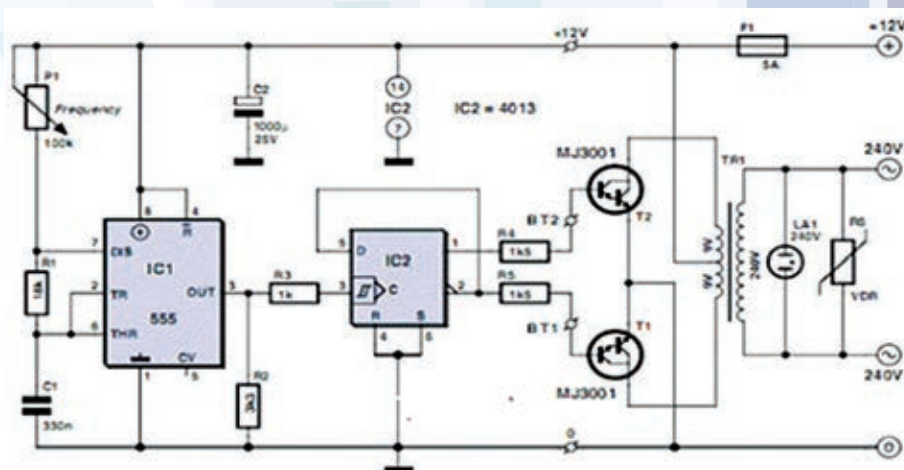 +12V
F1
=12V
5A
P1
Frequency
100k
C2
1000µ
25V
14
IC2
7
IC2 = 4013
MJ3001
T2
TR1
240V
8
4
R
7
DIS
IC1
R1
18k
2
TR
OUT
3
555
6
THR
CV
1
5
R3
1k
5
D
1
IC2
3
C
2
R
S
4
6
R4
1k5
BT2
R5
1k5
BT1
9V
9V
240V
LA1
240V
R6
VDR
T1
MJ3001
C1
330n
R2
3k3
0
240V